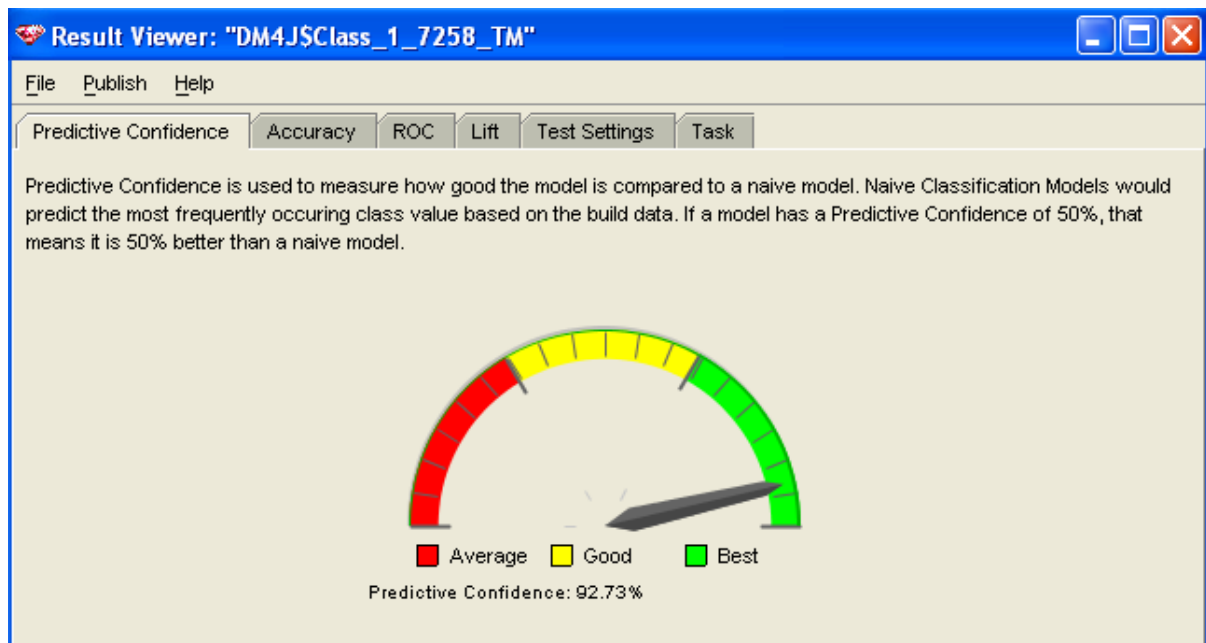 Result Viewer: "DM4J$Class_1_7258_TM"
File Publish Help
Predictive Confidence Accuracy ROC Lift Test Settings Task
Predictive Confidence is used to measure how good the model is compared to a naive model. Naive Classification Models would
predict the most frequently occuring class value based on the build data. If a model has a Predictive Confidence of 50%, that
means it is 50% better than a naive model.
Average Good Best
Predictive Confidence: 92.73%